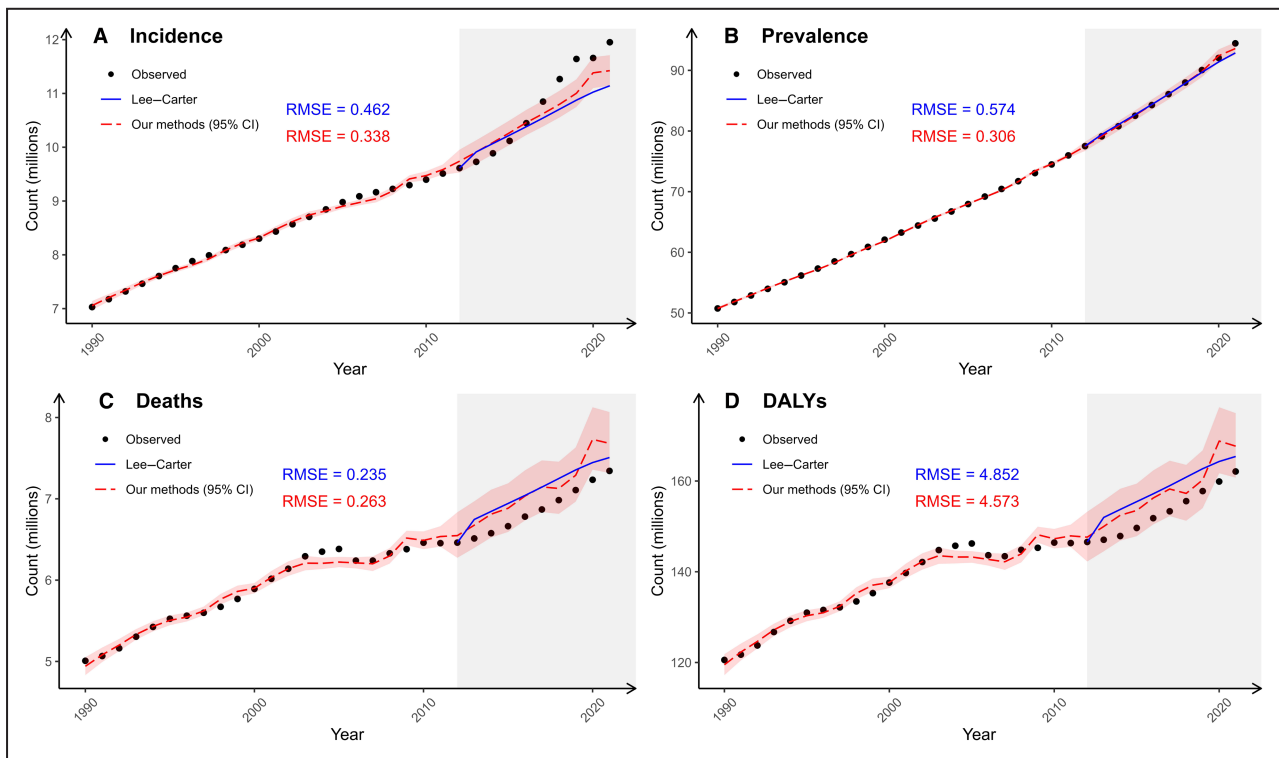 A Incidence
Observed
Lee−Carter
Our methods (95% CI)
RMSE = 0.462
RMSE = 0.338
Count (millions)
12
11
10
9
8
7
1990
2000
2010
2020
Year
B Prevalence
Observed
Lee−Carter
Our methods (95% CI)
RMSE = 0.574
RMSE = 0.306
Count (millions)
90
80
70
60
50
1990
2000
2010
2020
Year
C Deaths
Observed
Lee−Carter
Our methods (95% CI)
RMSE = 0.235
RMSE = 0.263
Count (millions)
8
7
6
5
1990
2000
2010
2020
Year
D DALYs
Observed
Lee−Carter
Our methods (95% CI)
RMSE = 4.852
RMSE = 4.573
Count (millions)
160
140
120
1990
2000
2010
2020
Year